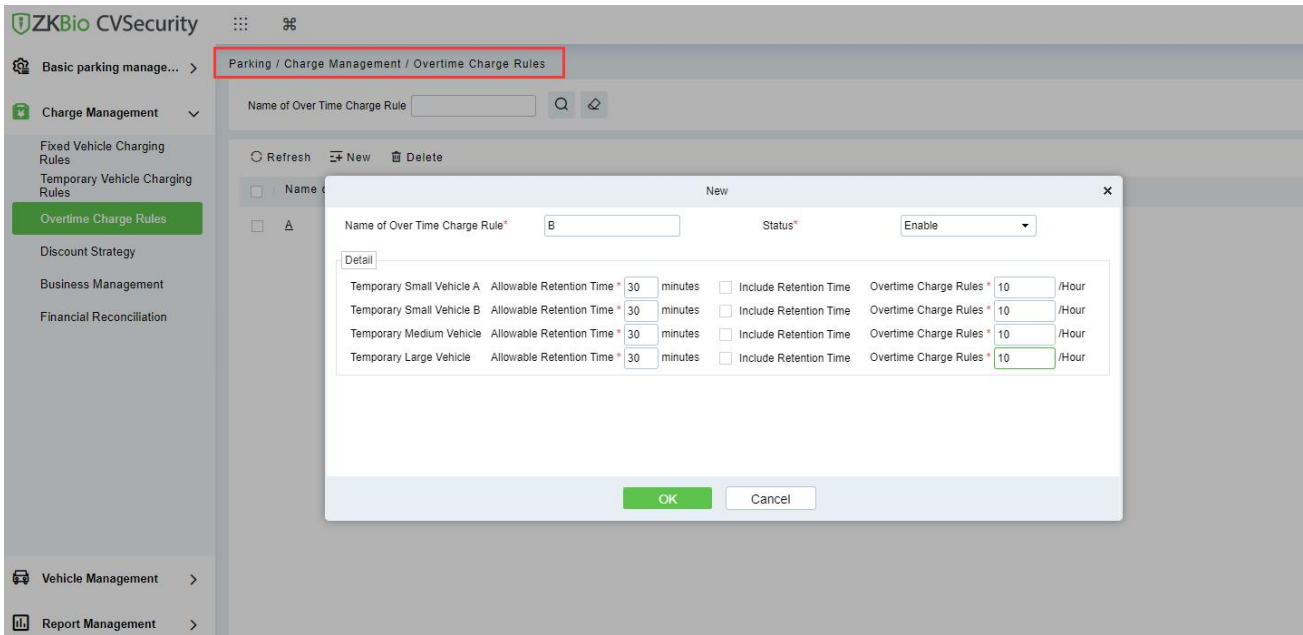 ZKBio CVSecurity
Basic parking manage...
Parking / Charge Management / Overtime Charge Rules
Charge Management
Name of Over Time Charge Rule
Fixed Vehicle Charging
Rules
Temporary Vehicle Charging
Rules
Overtime Charge Rules
Discount Strategy
Business Management
Financial Reconciliation
Vehicle Management
Report Management
Refresh New Delete
Name
A
New
Name of Over Time Charge Rule* B Status* Enable
Detail
Temporary Small Vehicle A Allowable Retention Time * 30 minutes Include Retention Time Overtime Charge Rules * 10 /Hour
Temporary Small Vehicle B Allowable Retention Time * 30 minutes Include Retention Time Overtime Charge Rules * 10 /Hour
Temporary Medium Vehicle Allowable Retention Time * 30 minutes Include Retention Time Overtime Charge Rules * 10 /Hour
Temporary Large Vehicle Allowable Retention Time * 30 minutes Include Retention Time Overtime Charge Rules * 10 /Hour
OK Cancel